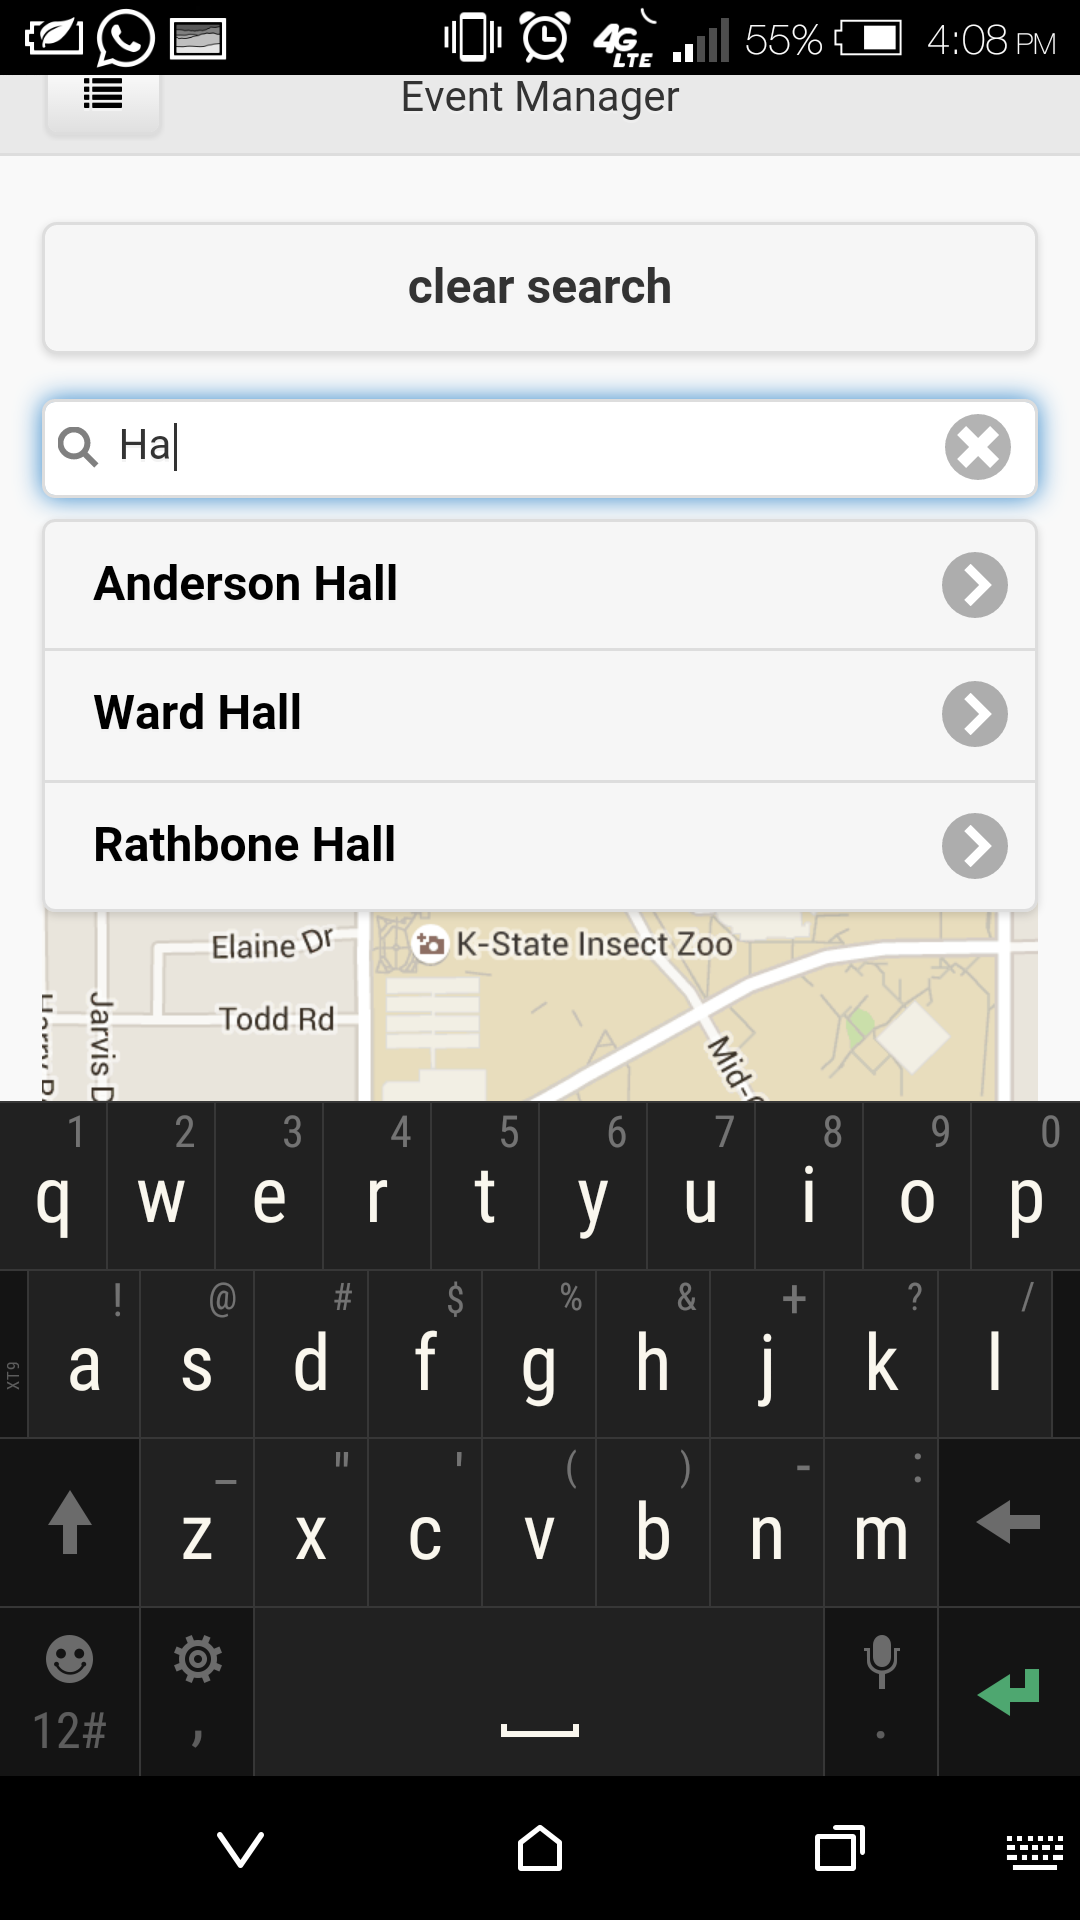 4G LTE 55% 4:08 PM
Event Manager
clear search
Ha
Anderson Hall
Ward Hall
Rathbone Hall
Elaine Dr
K-State Insect Zoo
Todd Rd
Jarvis D
Mid-
1 2 3 4 5 6 7 8 9 0
q w e r t y u i o p
! @ # $ % & + ? /
XT9 a s d f g h j k l
_ " ' ( ) - :
z x c v b n m
12# , .